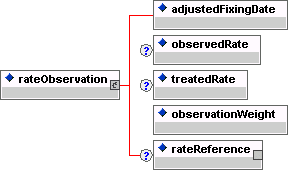 adjustedFixingDate
? observedRate
rateObservation
? treatedRate
observationWeight
? rateReference